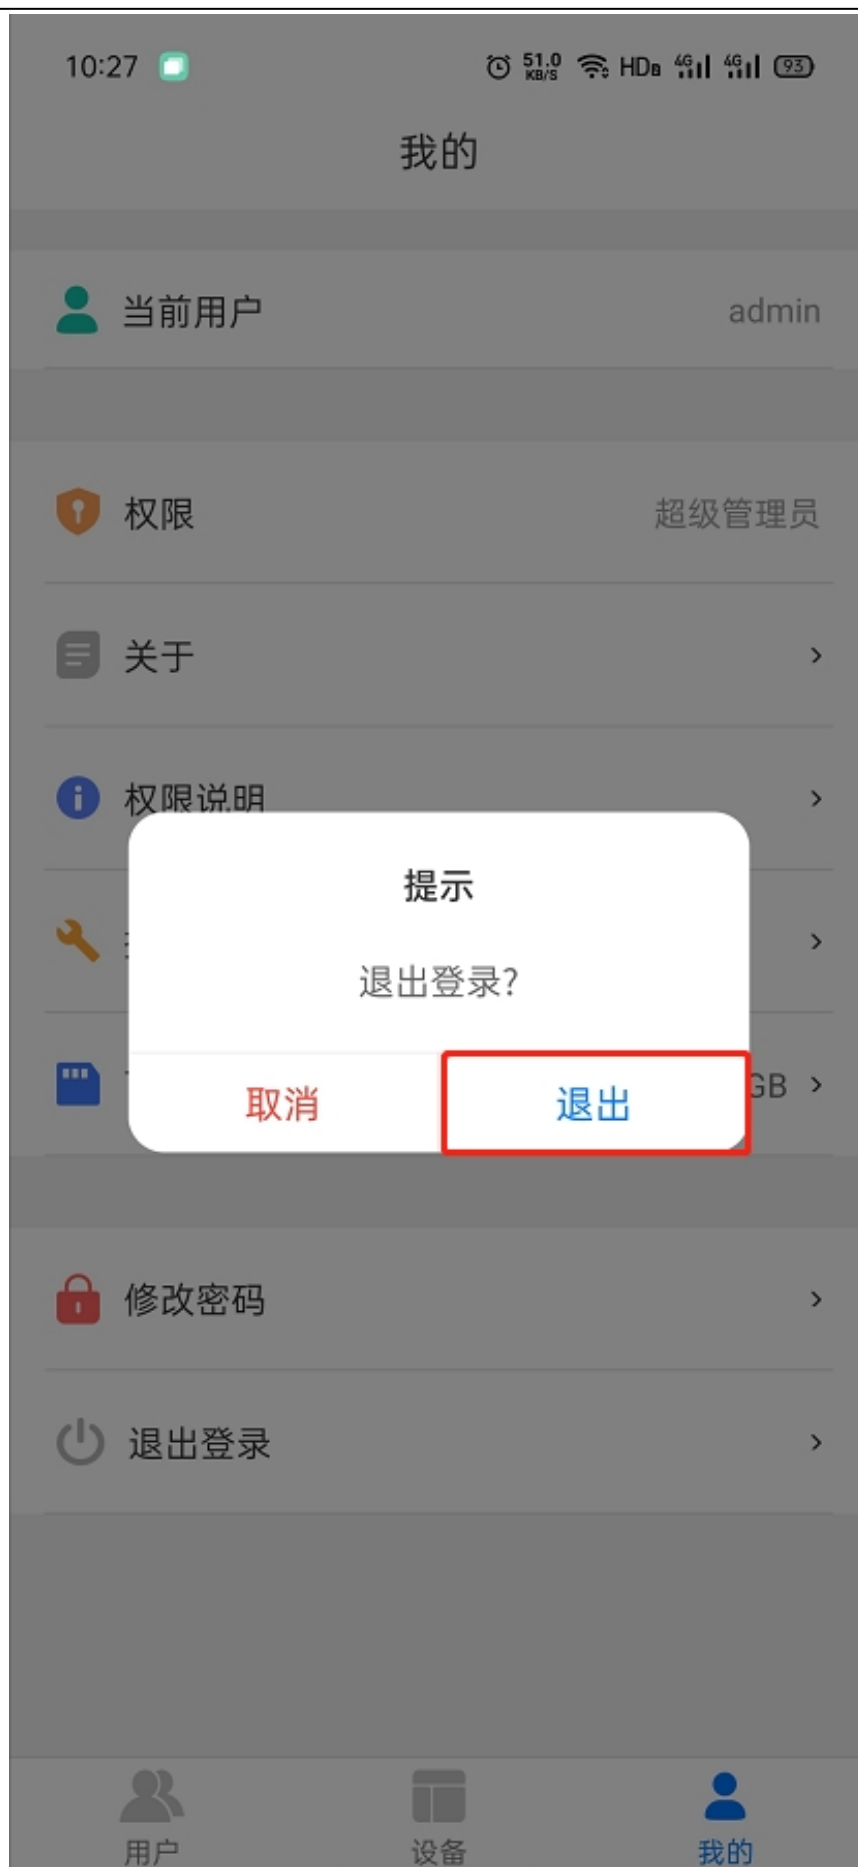 10:27 51.0 KB/S HD 4G 4G 93
我的
当前用户 admin
权限 超级管理员
关于
权限说明
提示
退出登录?
取消 退出
GB
修改密码
退出登录
用户 设备 我的